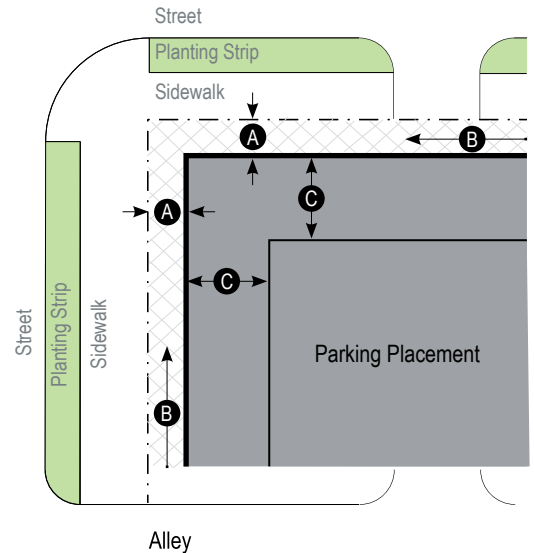 Street
Planting Strip
Sidewalk
A
B
A
C
C
Street
Planting Strip
Sidewalk
Parking Placement
B
Alley